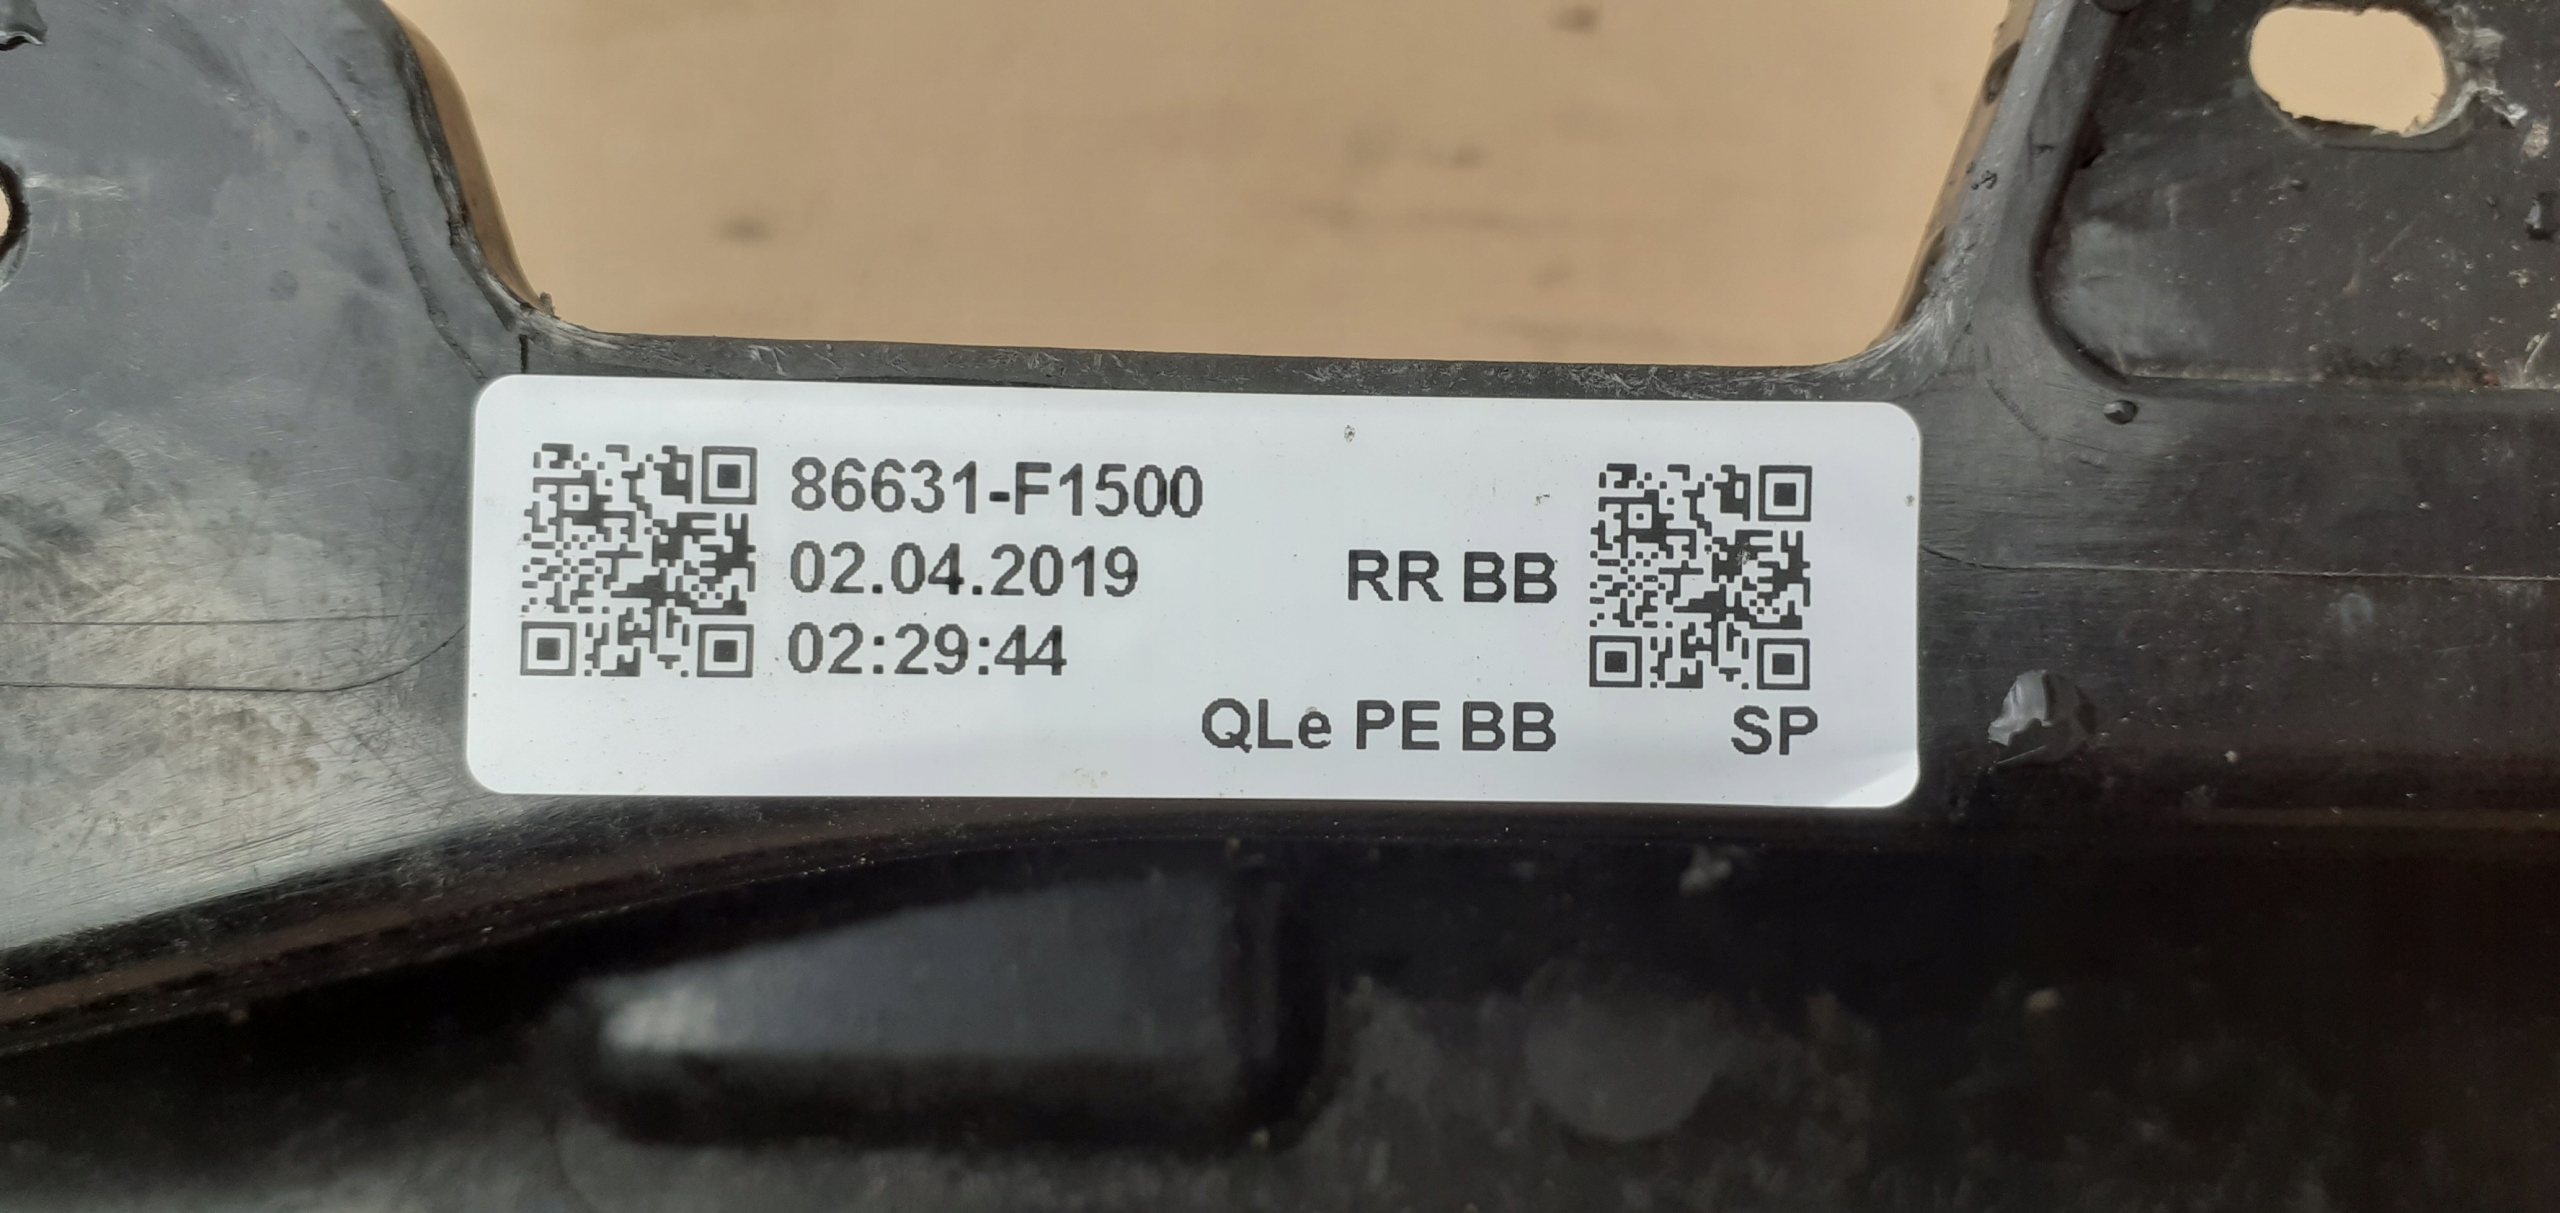 86631-F1500
02.04.2019
RR BB
02:29:44
QLe PE BB
SP